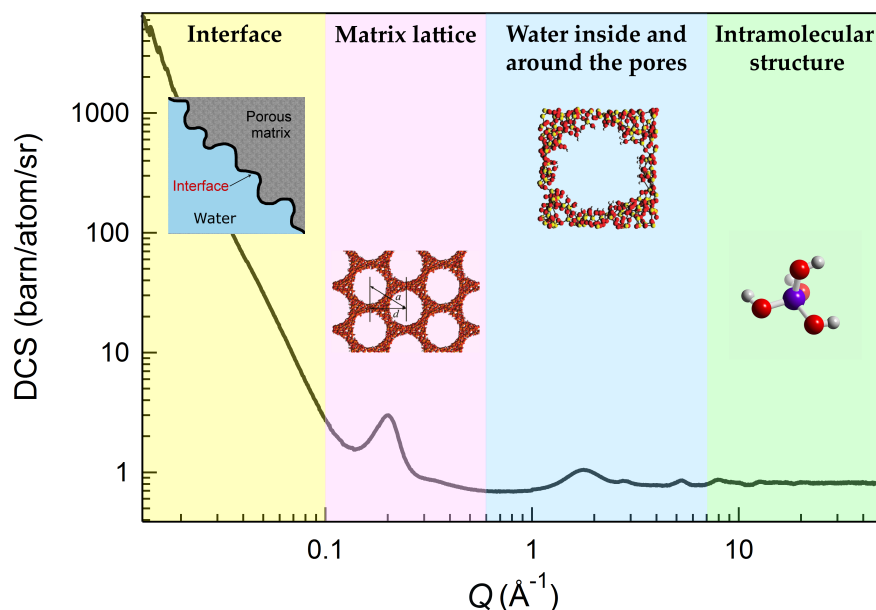 Interface
Matrix lattice
Water inside and
around the pores
Intramolecular
structure
Porous
matrix
Interface
Water
a
d
1000
100
10
1
DCS (barn/atom/sr)
0.1
1
10
Q (Å⁻¹)